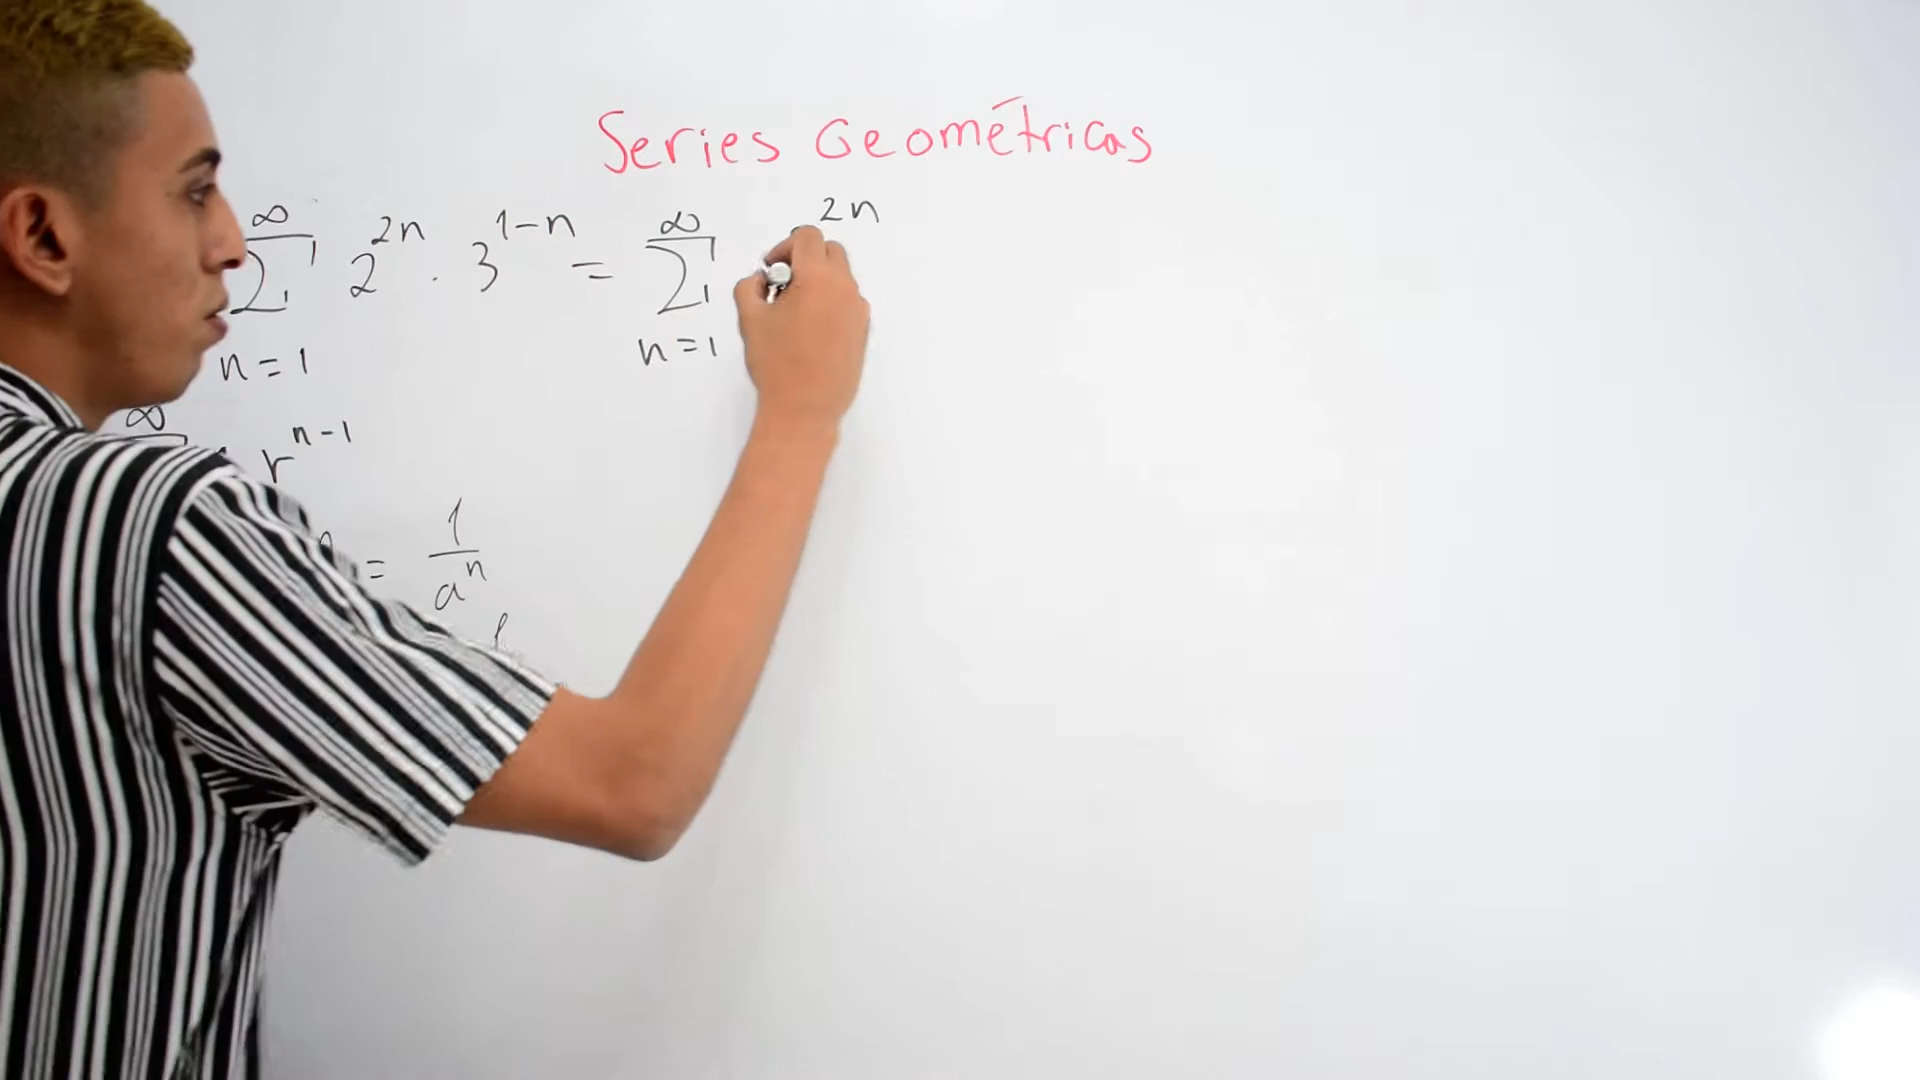 Series Geométricas
∞ ∑ n=1 2^{2n} · 3^{1-n} = ∞ ∑ n=1 ^{2n}
∞ r^{n-1}
n = 1/a^n